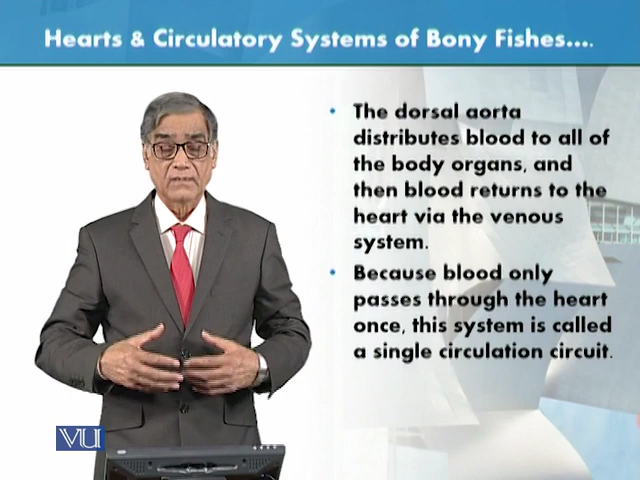 Hearts & Circulatory Systems of Bony Fishes....
• The dorsal aorta
distributes blood to all of
the body organs, and
then blood returns to the
heart via the venous
system.
• Because blood only
passes through the heart
once, this system is called
a single circulation circuit.
VU